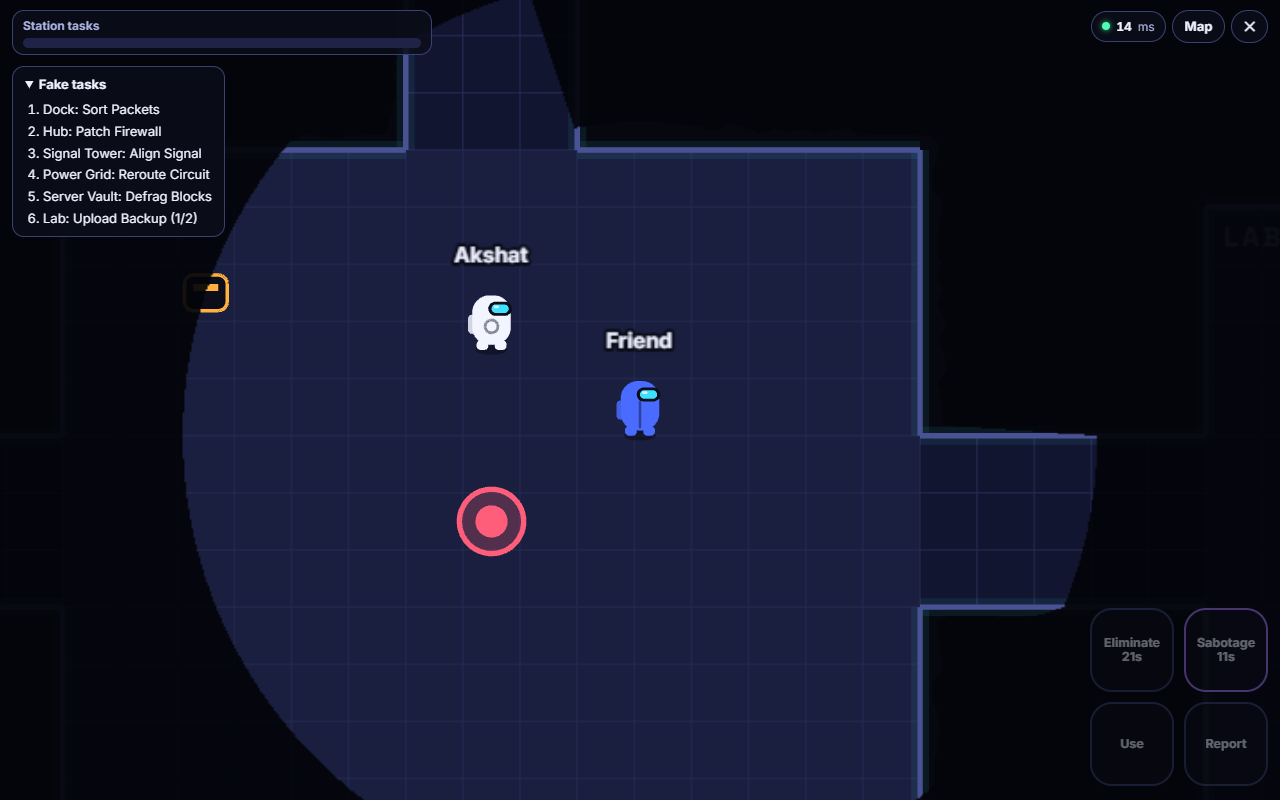 Station tasks
14 ms
Map
✕
▼ Fake tasks
1. Dock: Sort Packets
2. Hub: Patch Firewall
3. Signal Tower: Align Signal
4. Power Grid: Reroute Circuit
5. Server Vault: Defrag Blocks
6. Lab: Upload Backup (1/2)
LAB
Akshat
Friend
Eliminate
21s
Sabotage
11s
Use
Report